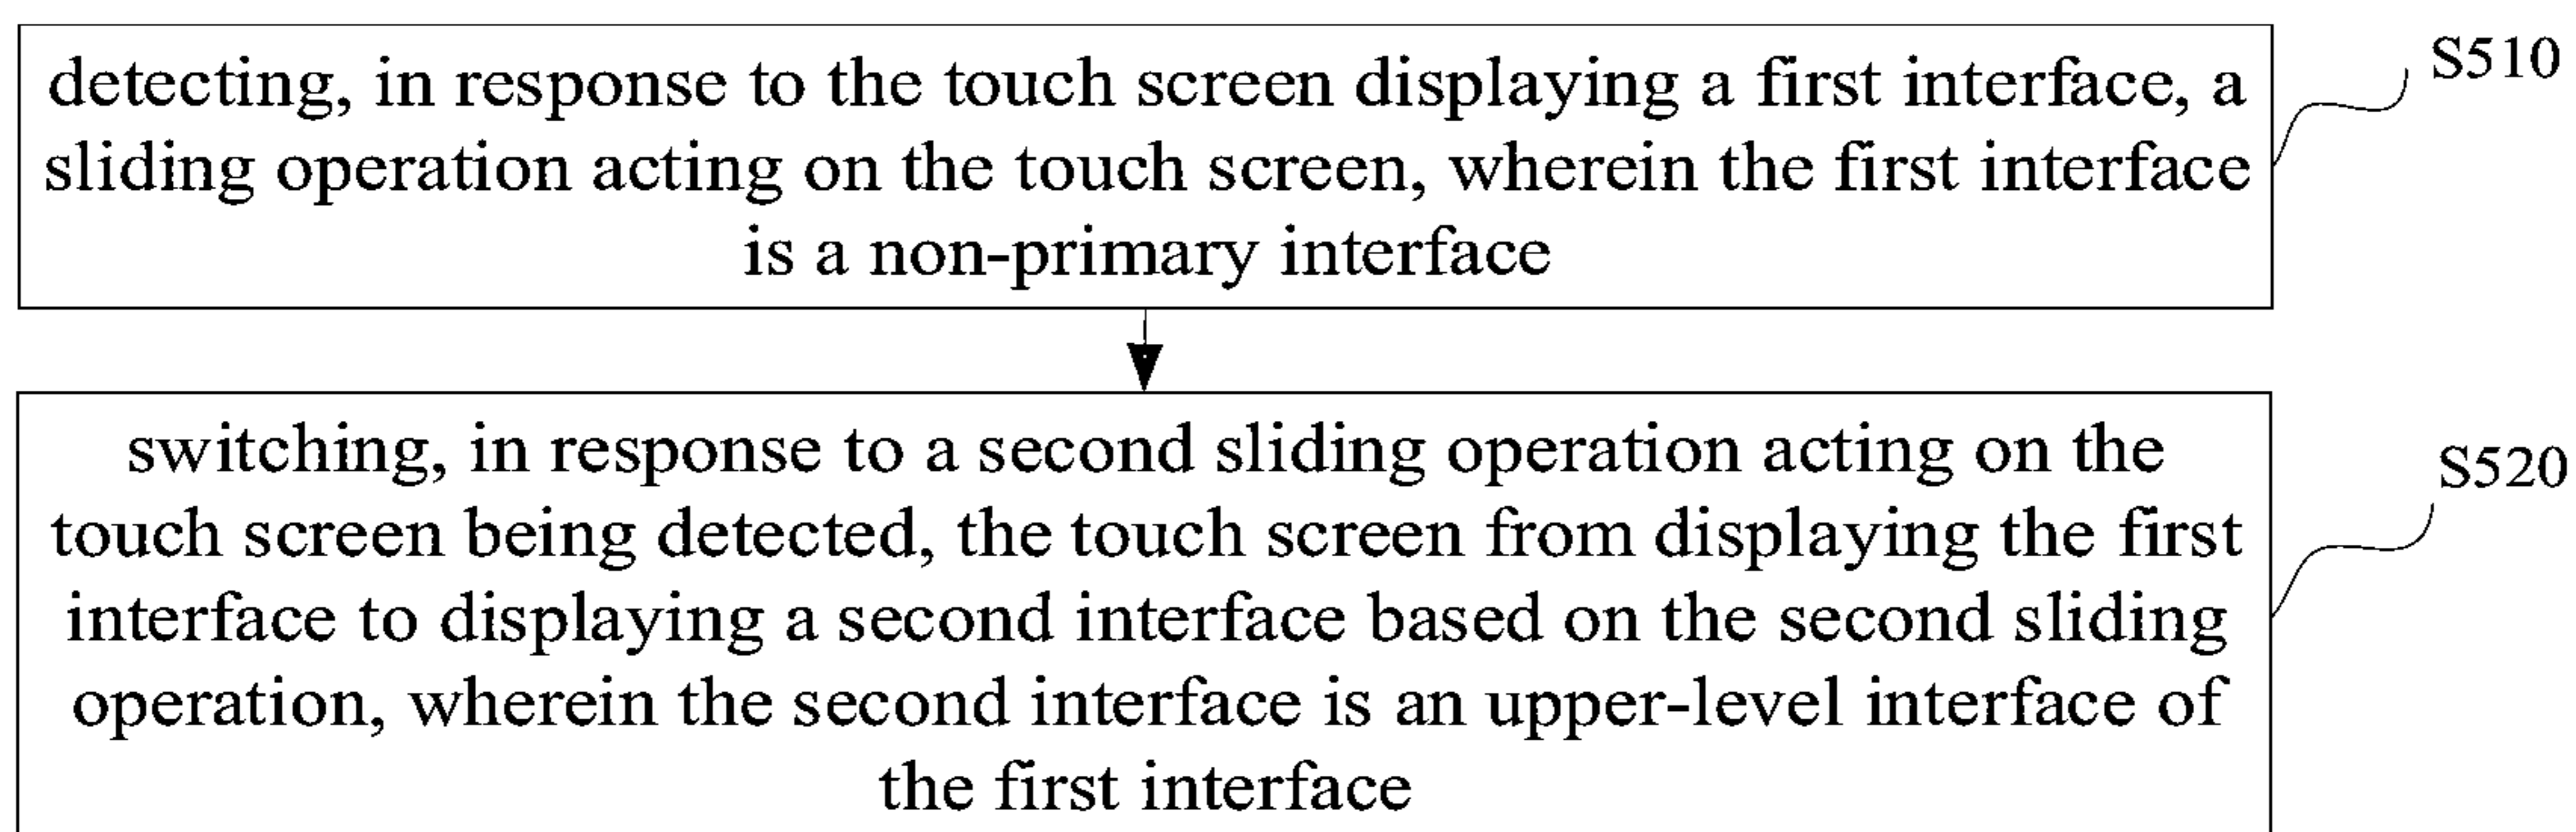 detecting, in response to the touch screen displaying a first interface, a
S510
sliding operation acting on the touch screen, wherein the first interface
is a non-primary interface
switching, in response to a second sliding operation acting on the
S520
touch screen being detected, the touch screen from displaying the first
interface to displaying a second interface based on the second sliding
operation, wherein the second interface is an upper-level interface of
the first interface